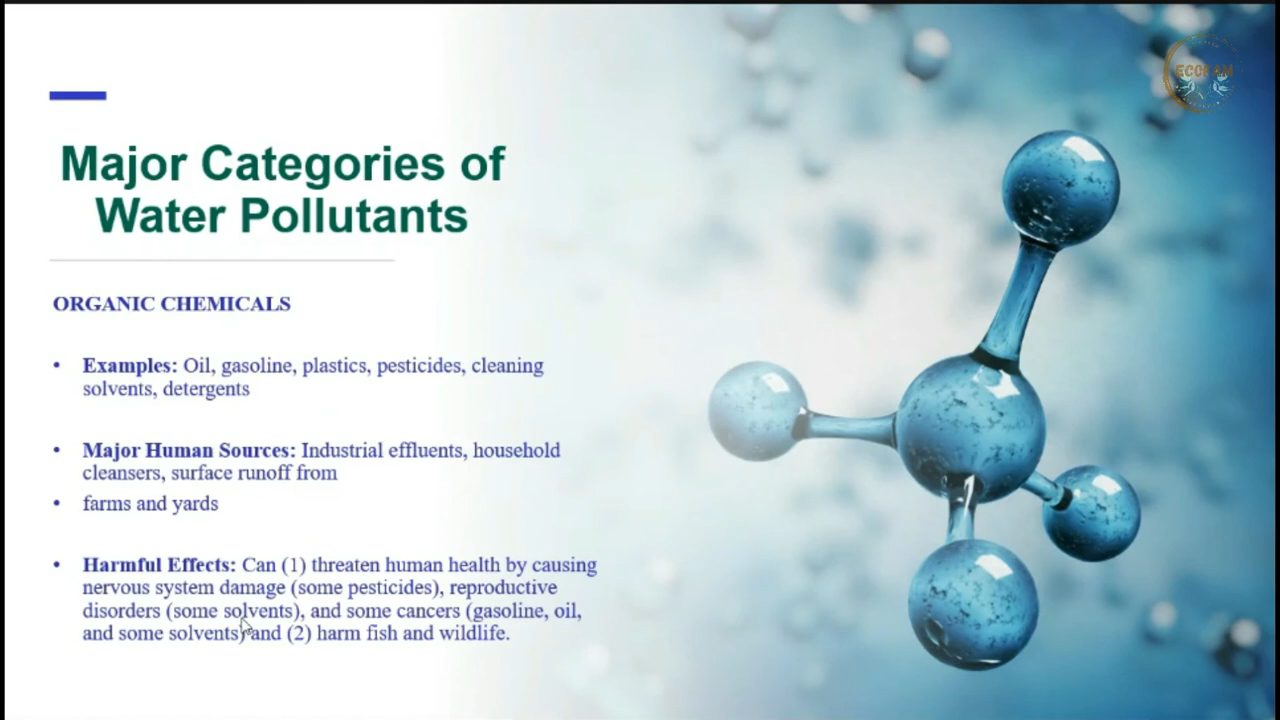 ECOFAM
Major Categories of
Water Pollutants
ORGANIC CHEMICALS
• Examples: Oil, gasoline, plastics, pesticides, cleaning
solvents, detergents
• Major Human Sources: Industrial effluents, household
cleansers, surface runoff from
• farms and yards
• Harmful Effects: Can (1) threaten human health by causing
nervous system damage (some pesticides), reproductive
disorders (some solvents), and some cancers (gasoline, oil,
and some solvents) and (2) harm fish and wildlife.